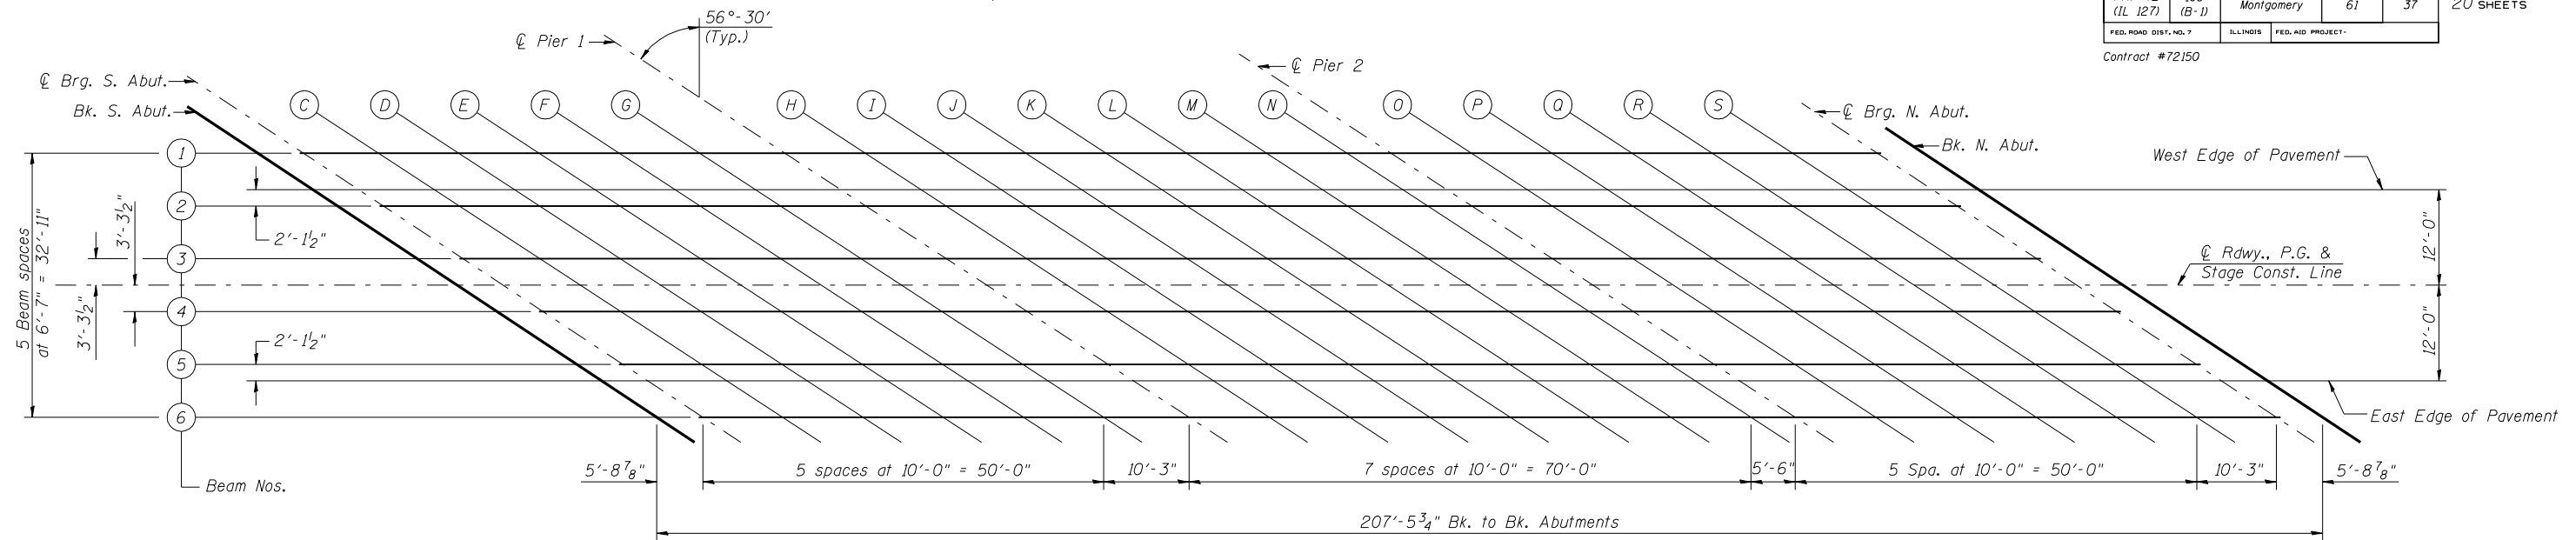 (IL 127)
(B-1)
Montgomery
61
37
20 SHEETS
FED. ROAD DIST. NO. 7
ILLINOIS
FED. AID PROJECT-
Contract #72150
56°-30'
(Typ.)
℄ Pier 1
℄ Pier 2
℄ Brg. S. Abut.
Bk. S. Abut.
C
D
E
F
G
H
I
J
K
L
M
N
O
P
Q
R
S
℄ Brg. N. Abut.
Bk. N. Abut.
West Edge of Pavement
1
2
3
4
5
6
5 Beam spaces
at 6'-7" = 32'-11"
3'-3½"
3'-3½"
2'-1½"
2'-1½"
12'-0"
12'-0"
℄ Rdwy., P.G. &
Stage Const. Line
East Edge of Pavement
Beam Nos.
5'-8⅞"
5 spaces at 10'-0" = 50'-0"
10'-3"
7 spaces at 10'-0" = 70'-0"
5'-6"
5 Spa. at 10'-0" = 50'-0"
10'-3"
5'-8⅞"
207'-5¾" Bk. to Bk. Abutments